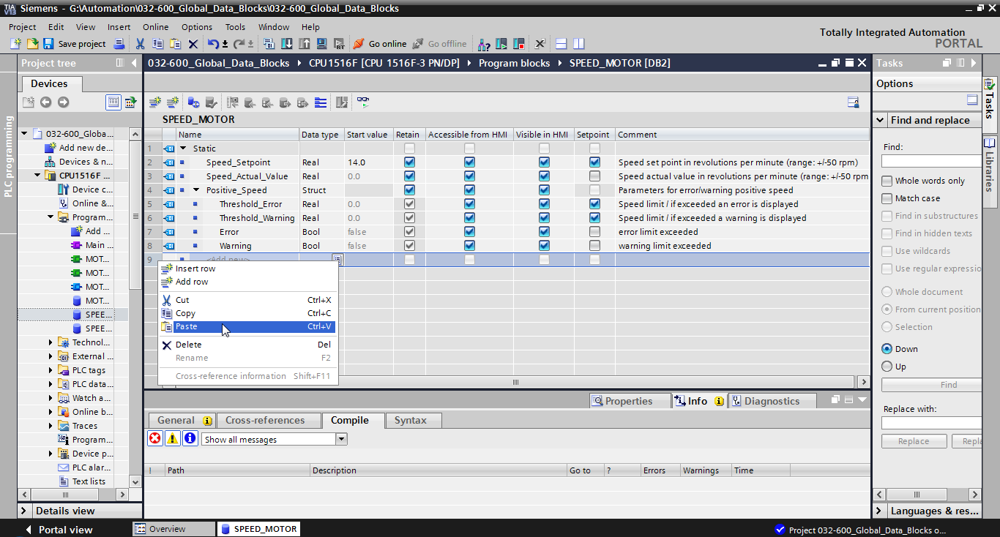 TIA V13 Siemens - G:\Automation\032-600_Global_Data_Blocks\032-600_Global_Data_Blocks
Project Edit View Insert Online Options Tools Window Help
Totally Integrated Automation
PORTAL
Save project Go online Go offline
Project tree
032-600_Global_Data_Blocks CPU1516F [CPU 1516F-3 PN/DP] Program blocks SPEED_MOTOR [DB2]
Tasks
Devices
PLC programming
032-600_Globa...
Add new de...
Devices & n...
CPU1516F ...
Device c...
Online &...
Program...
Add ...
Main ...
MOT...
MOT...
MOT...
MOT...
SPEE...
SPEE...
Technol...
External ...
PLC tags
PLC data...
Watch a...
Online b...
Traces
Program...
Device p...
PLC alar...
Text lists
Details view
SPEED_MOTOR
Name Data type Start value Retain Accessible from HMI Visible in HMI Setpoint Comment
1 Static
2 Speed_Setpoint Real 14.0 Speed set point in revolutions per minute (range: +/-50 rpm)
3 Speed_Actual_Value Real 0.0 Speed actual value in revolutions per minute (range: +/-50 rpm
4 Positive_Speed Struct Parameters for error/warning positive speed
5 Threshold_Error Real 0.0 Speed limit / if exceeded an error is displayed
6 Threshold_Warning Real 0.0 Speed limit / if exceeded a warning is displayed
7 Error Bool false error limit exceeded
8 Warning Bool false warning limit exceeded
9 <Add new>
Insert row
Add row
Cut Ctrl+X
Copy Ctrl+C
Paste Ctrl+V
Delete Del
Rename F2
Cross-reference information Shift+F11
Properties Info Diagnostics
General Cross-references Compile Syntax
Show all messages
! Path Description Go to ? Errors Warnings Time
Options
Find and replace
Find:
Whole words only
Match case
Find in substructures
Find in hidden texts
Use wildcards
Use regular expressio
Whole document
From current position
Selection
Down
Up
Find
Replace with:
Replace Repla
Languages & res...
Tasks
Libraries
Portal view Overview SPEED_MOTOR Project 032-600_Global_Data_Blocks o...